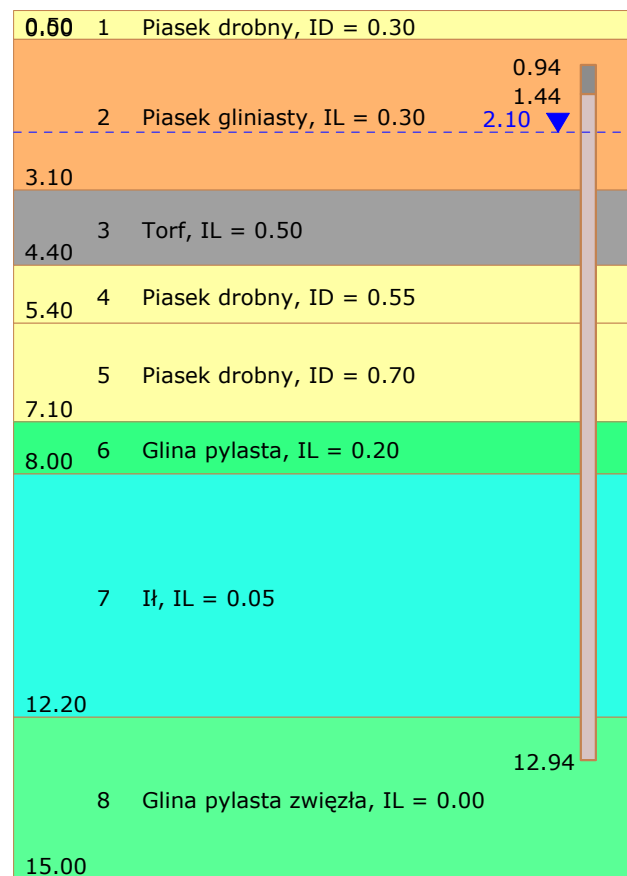 0.00
0.50 1 Piasek drobny, ID = 0.30
0.94
1.44
2 Piasek gliniasty, IL = 0.30 2.10
3.10
3 Torf, IL = 0.50
4.40
4 Piasek drobny, ID = 0.55
5.40
5 Piasek drobny, ID = 0.70
7.10
6 Glina pylasta, IL = 0.20
8.00
7 Ił, IL = 0.05
12.20
12.94
8 Glina pylasta zwięzła, IL = 0.00
15.00